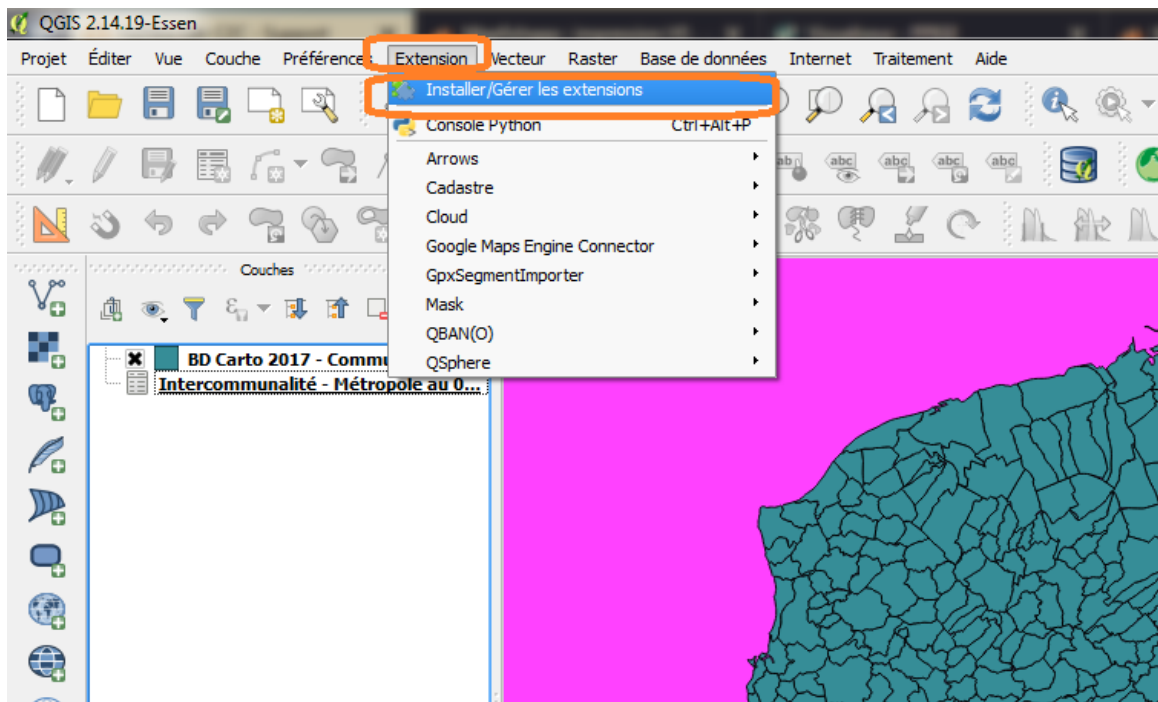 QGIS 2.14.19-Essen
Projet Éditer Vue Couche Préférences Extension Vecteur Raster Base de données Internet Traitement Aide
Installer/Gérer les extensions
Console Python Ctrl+Alt+P
Arrows
Cadastre
Cloud
Google Maps Engine Connector
GpxSegmentImporter
Mask
QBAN(O)
QSphere
abc abc abc abc
Couches
BD Carto 2017 -
Intercommunalité - Métropole au 0...